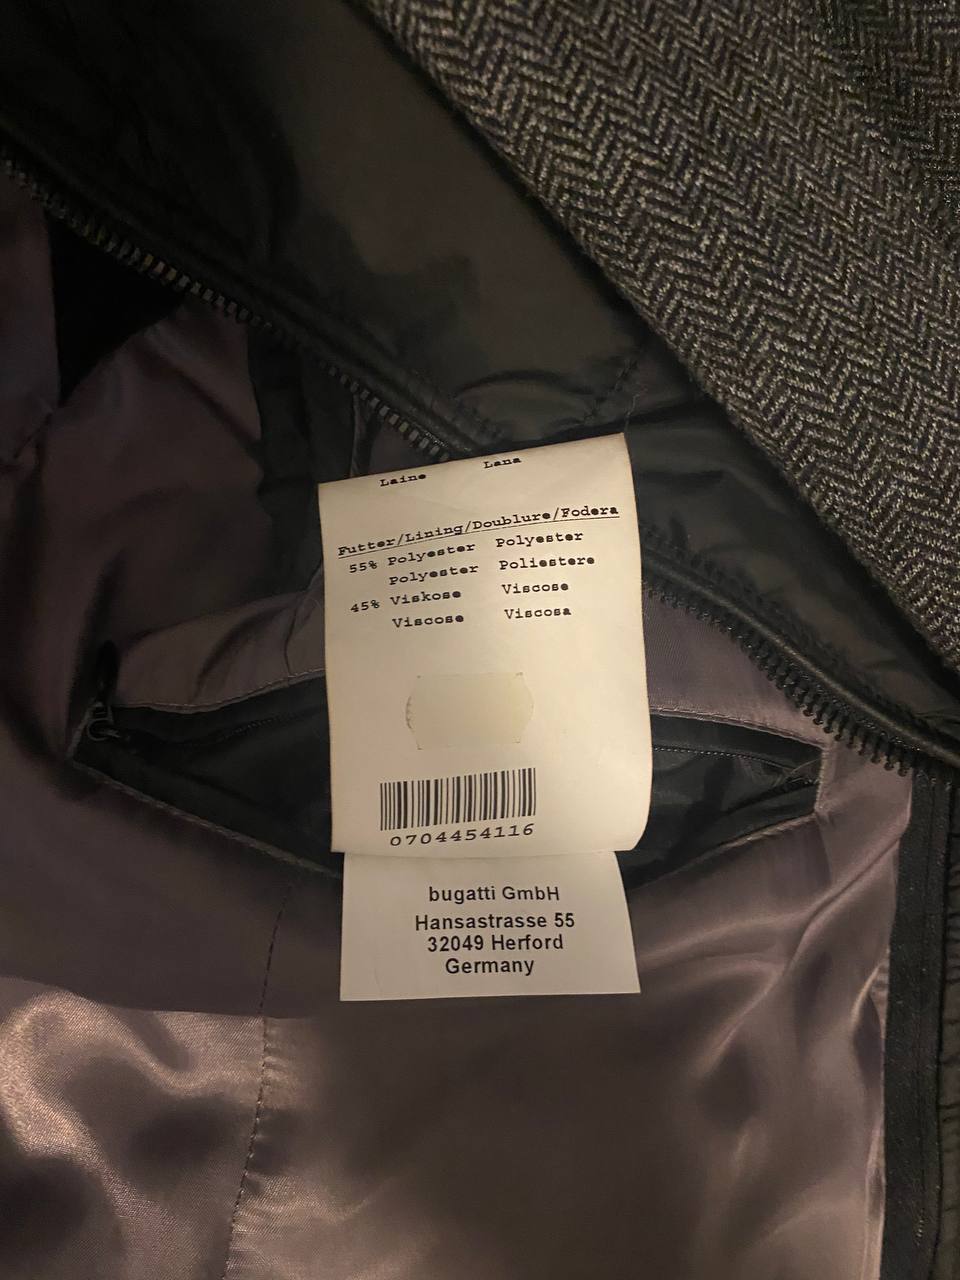 Laine Lana
Futter/Lining/Doublure/Fodera
55% Polyester Polyester
Polyester Poliestere
45% Viskose Viscose
Viscose Viscosa
0704454116
bugatti GmbH
Hansastrasse 55
32049 Herford
Germany